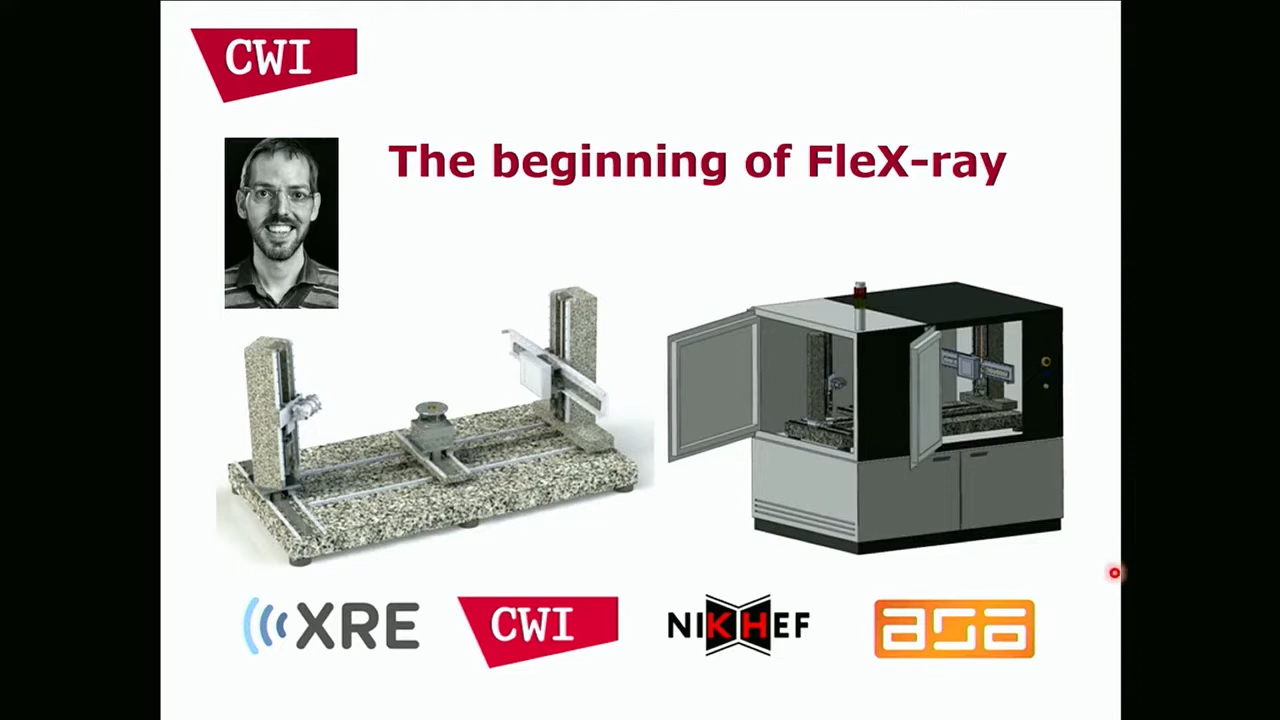 CWI
The beginning of FleX-ray
XRE
CWI
NIKHEF
asa